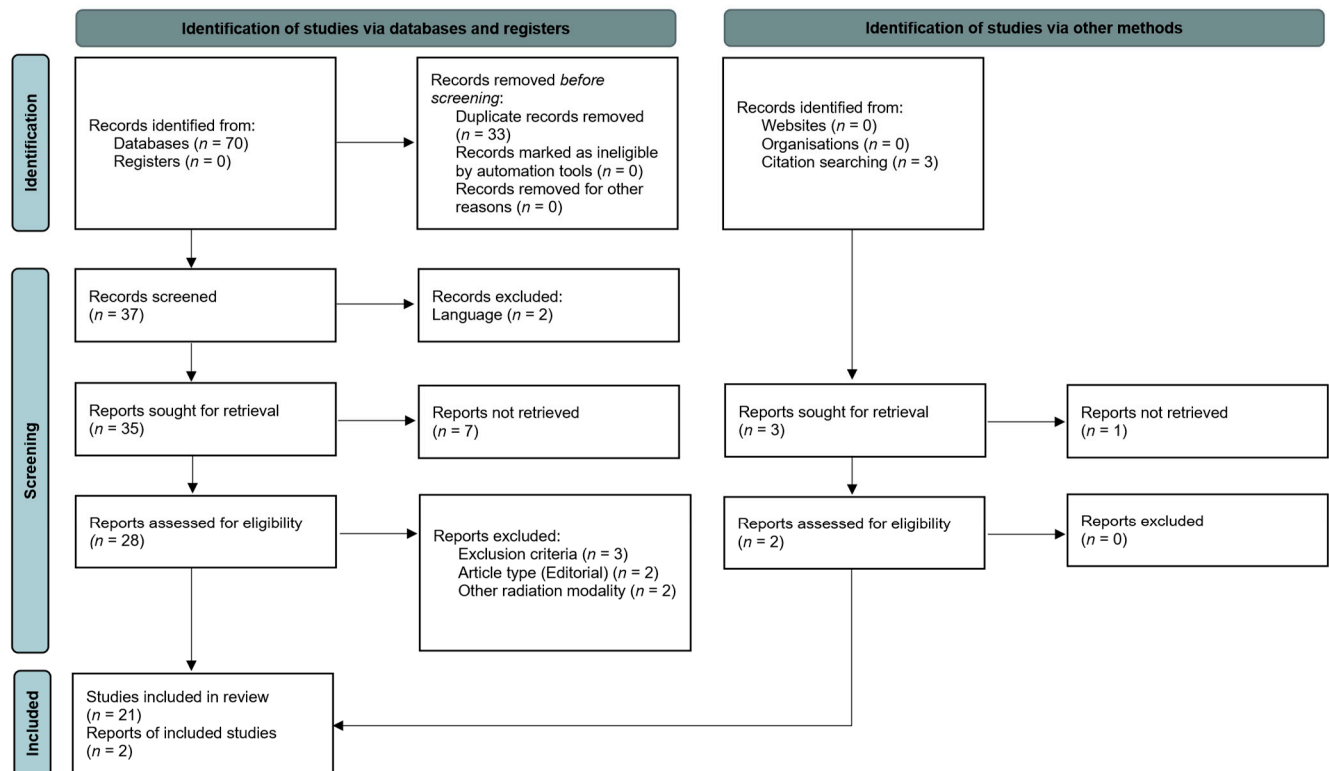 Identification of studies via databases and registers
Identification of studies via other methods
Identification
Records identified from:
Databases (n = 70)
Registers (n = 0)
Records removed before
screening:
Duplicate records removed
(n = 33)
Records marked as ineligible
by automation tools (n = 0)
Records removed for other
reasons (n = 0)
Records identified from:
Websites (n = 0)
Organisations (n = 0)
Citation searching (n = 3)
Screening
Records screened
(n = 37)
Records excluded:
Language (n = 2)
Reports sought for retrieval
(n = 35)
Reports not retrieved
(n = 7)
Reports sought for retrieval
(n = 3)
Reports not retrieved
(n = 1)
Reports assessed for eligibility
(n = 28)
Reports excluded:
Exclusion criteria (n = 3)
Article type (Editorial) (n = 2)
Other radiation modality (n = 2)
Reports assessed for eligibility
(n = 2)
Reports excluded
(n = 0)
Included
Studies included in review
(n = 21)
Reports of included studies
(n = 2)